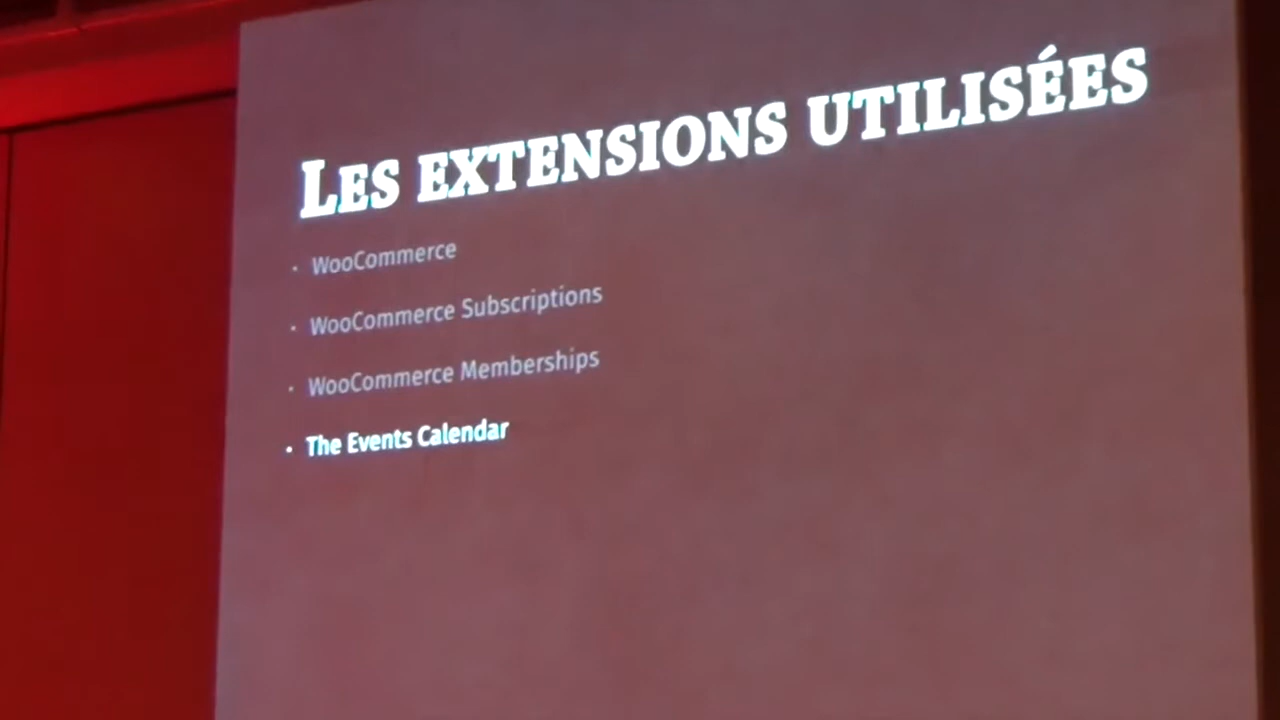 Les extensions utilisées
• WooCommerce
• WooCommerce Subscriptions
• WooCommerce Memberships
• The Events Calendar